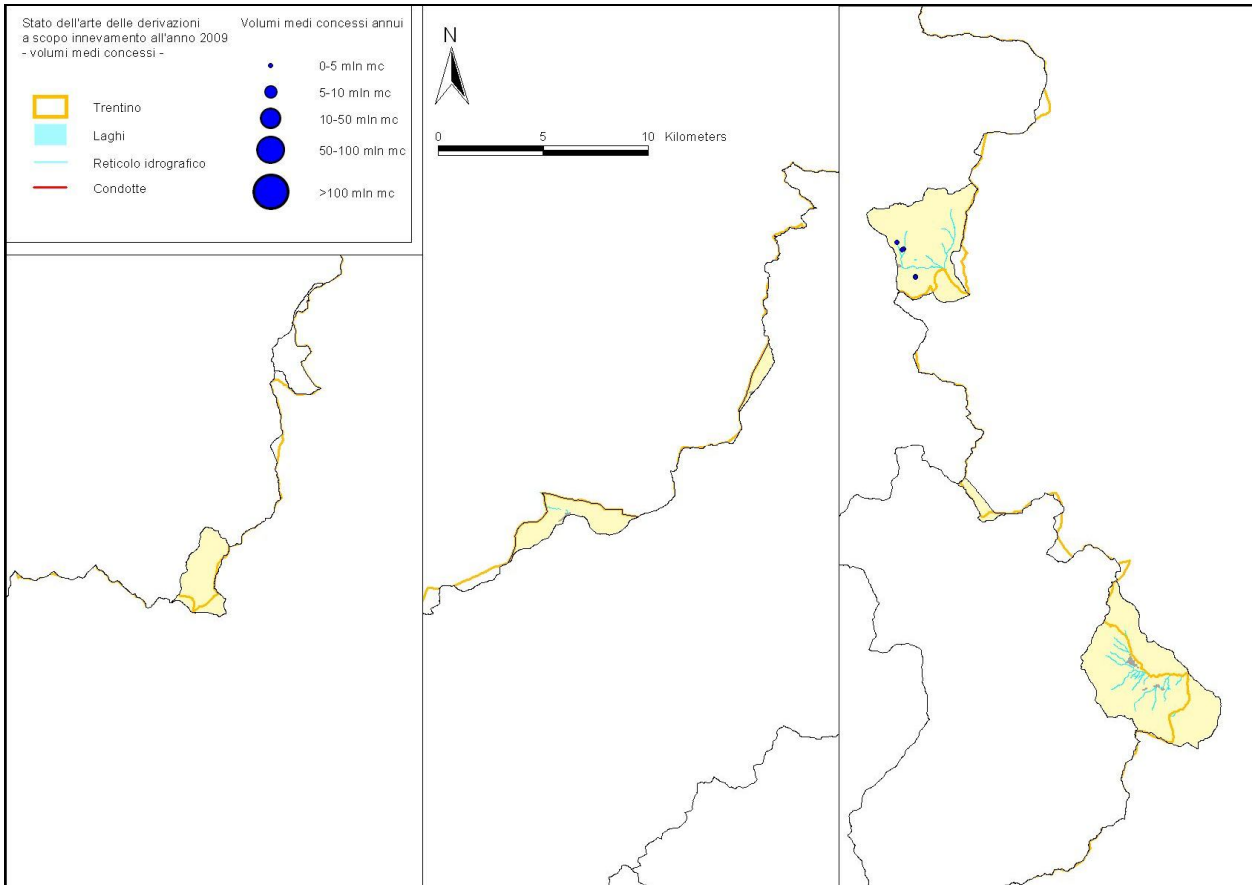 Stato dell'arte delle derivazioni
a scopo innevamento all'anno 2009
- volumi medi concessi -
Trentino
Laghi
Reticolo idrografico
Condotte
Volumi medi concessi annui
0-5 mln mc
5-10 mln mc
10-50 mln mc
50-100 mln mc
>100 mln mc
N
0 5 10 Kilometers